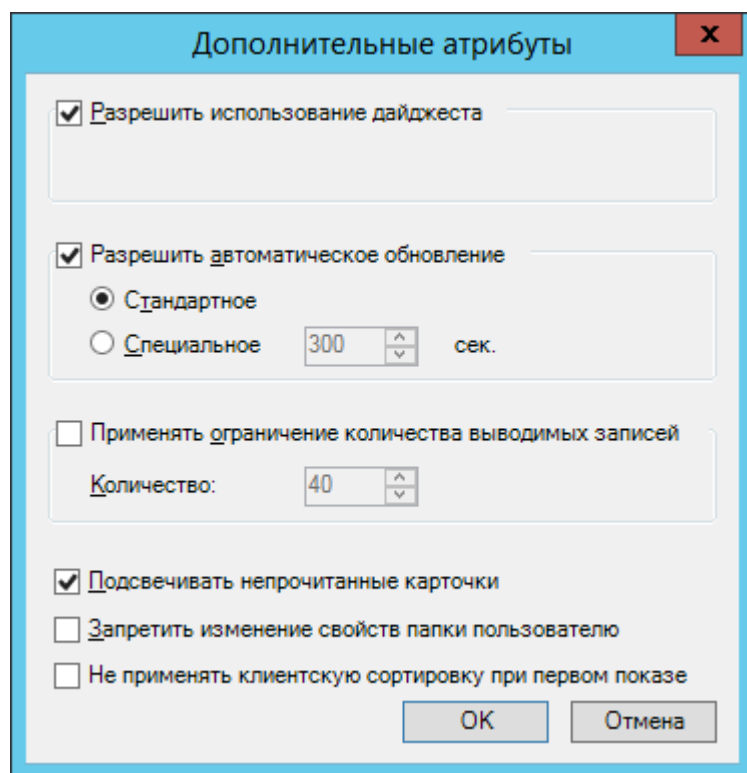 Дополнительные атрибуты
x
Разрешить использование дайджеста
Разрешить автоматическое обновление
Стандартное
Специальное 300 сек.
Применять ограничение количества выводимых записей
Количество: 40
Подсвечивать непрочитанные карточки
Запретить изменение свойств папки пользователю
Не применять клиентскую сортировку при первом показе
OK Отмена